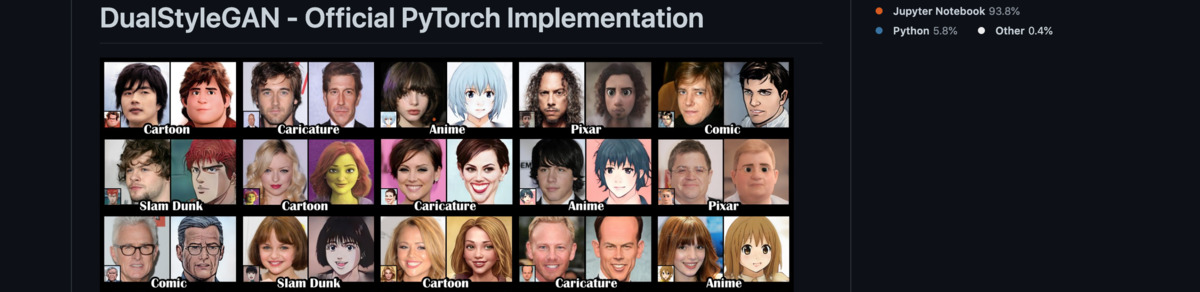 DualStyleGAN - Official PyTorch Implementation
Jupyter Notebook 93.8%
Python 5.8% Other 0.4%
Cartoon Caricature Anime Pixar Comic
Slam Dunk Cartoon Caricature Anime Pixar
Comic Slam Dunk Cartoon Caricature Anime